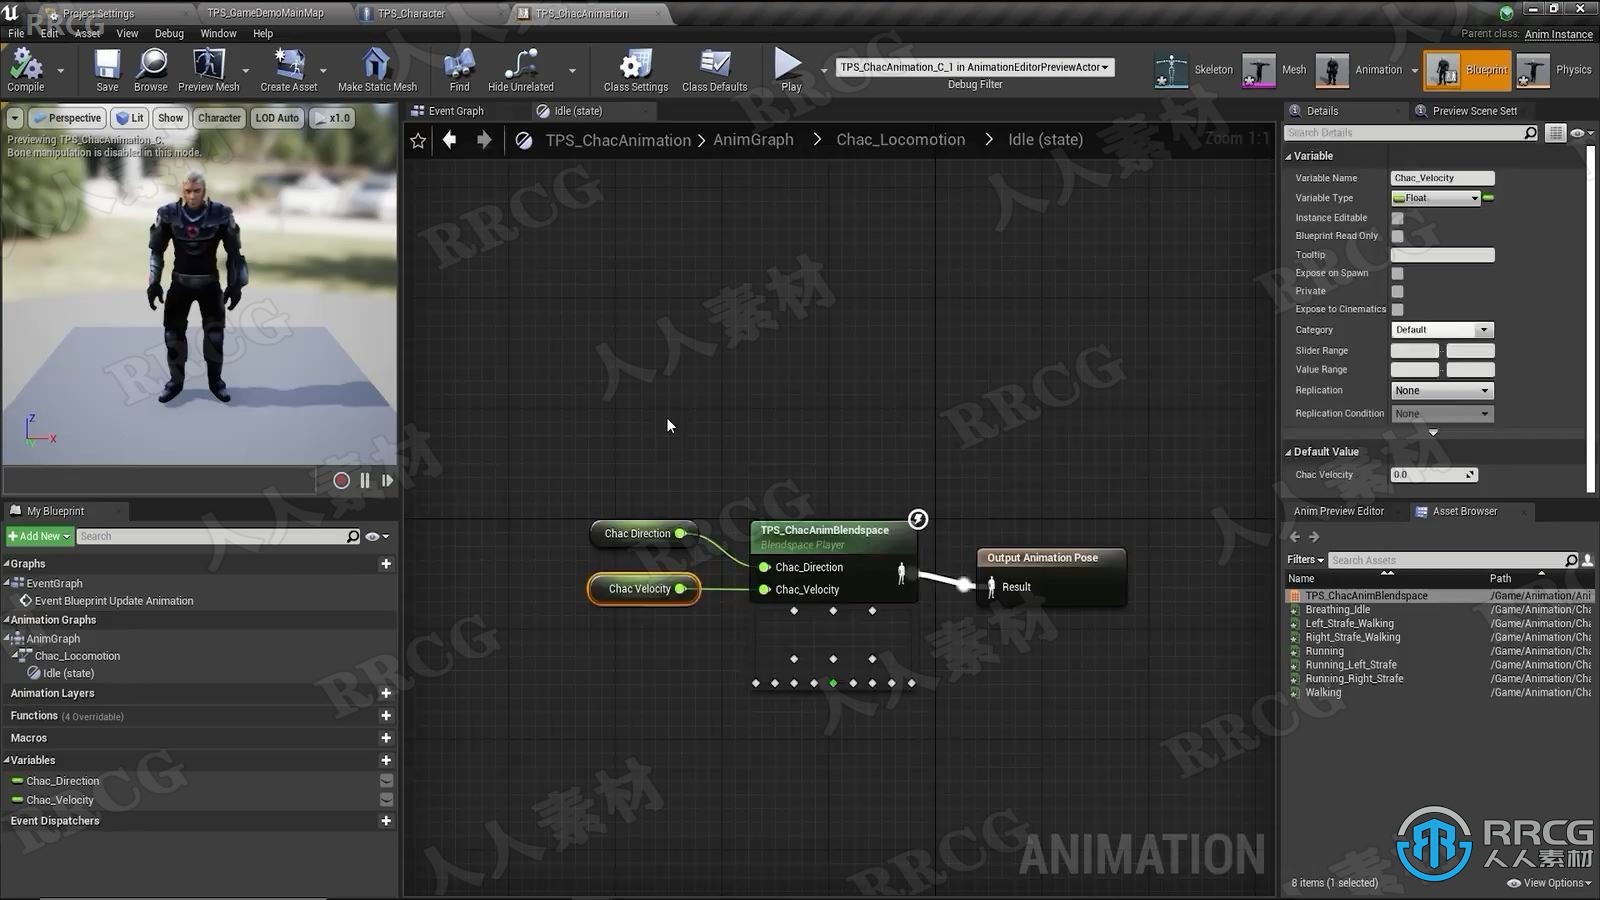 Project Settings
TPS_GameDemoMainMap
TPS_Character
TPS_ChacAnimation
File Edit Asset View Debug Window Help
Parent class: Anim Instance
Compile
Save
Browse
Preview Mesh
Create Asset
Make Static Mesh
Find
Hide Unrelated
Class Settings
Class Defaults
Play
TPS_ChacAnimation_C_1 in AnimationEditorPreviewActor
Debug Filter
Skeleton
Mesh
Animation
Blueprint
Physics
Perspective
Lit
Show
Character
LOD Auto
x1.0
Previewing TPS_ChacAnimation_C.
Bone manipulation is disabled in this mode.
Z
X
Event Graph
Idle (state)
TPS_ChacAnimation > AnimGraph > Chac_Locomotion > Idle (state)
Zoom 1:1
Chac Direction
Chac Velocity
TPS_ChacAnimBlendspace
Blendspace Player
Chac_Direction
Chac_Velocity
Output Animation Pose
Result
ANIMATION
My Blueprint
Add New
Search
Graphs
EventGraph
Event Blueprint Update Animation
Animation Graphs
AnimGraph
Chac_Locomotion
Idle (state)
Animation Layers
Functions (4 Overridable)
Macros
Variables
Chac_Direction
Chac_Velocity
Event Dispatchers
Details
Preview Scene Sett
Search Details
Variable
Variable Name Chac_Velocity
Variable Type Float
Instance Editable
Blueprint Read Only
Tooltip
Expose on Spawn
Private
Expose to Cinematics
Category Default
Slider Range
Value Range
Replication None
Replication Condition None
Default Value
Chac Velocity 0.0
Anim Preview Editor
Asset Browser
Filters
Search Assets
Name Path
TPS_ChacAnimBlendspace /Game/Animation/Ani
Breathing_Idle /Game/Animation/Cha
Left_Strafe_Walking /Game/Animation/Cha
Right_Strafe_Walking /Game/Animation/Cha
Running /Game/Animation/Cha
Running_Left_Strafe /Game/Animation/Cha
Running_Right_Strafe /Game/Animation/Cha
Walking /Game/Animation/Cha
8 items (1 selected)
View Options
RRCG
人人素材